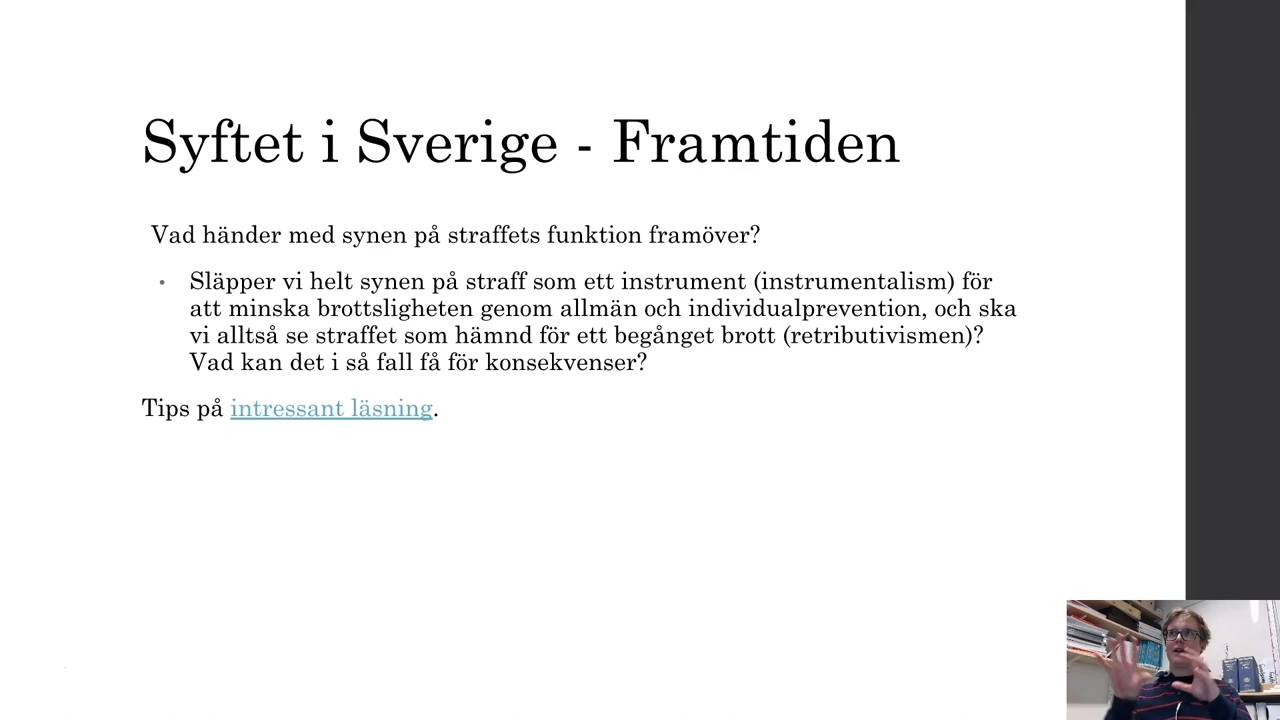 Syftet i Sverige - Framtiden
Vad händer med synen på straffets funktion framöver?
• Släpper vi helt synen på straff som ett instrument (instrumentalism) för
att minska brottsligheten genom allmän och individualprevention, och ska
vi alltså se straffet som hämnd för ett begånget brott (retributivismen)?
Vad kan det i så fall få för konsekvenser?
Tips på intressant läsning.